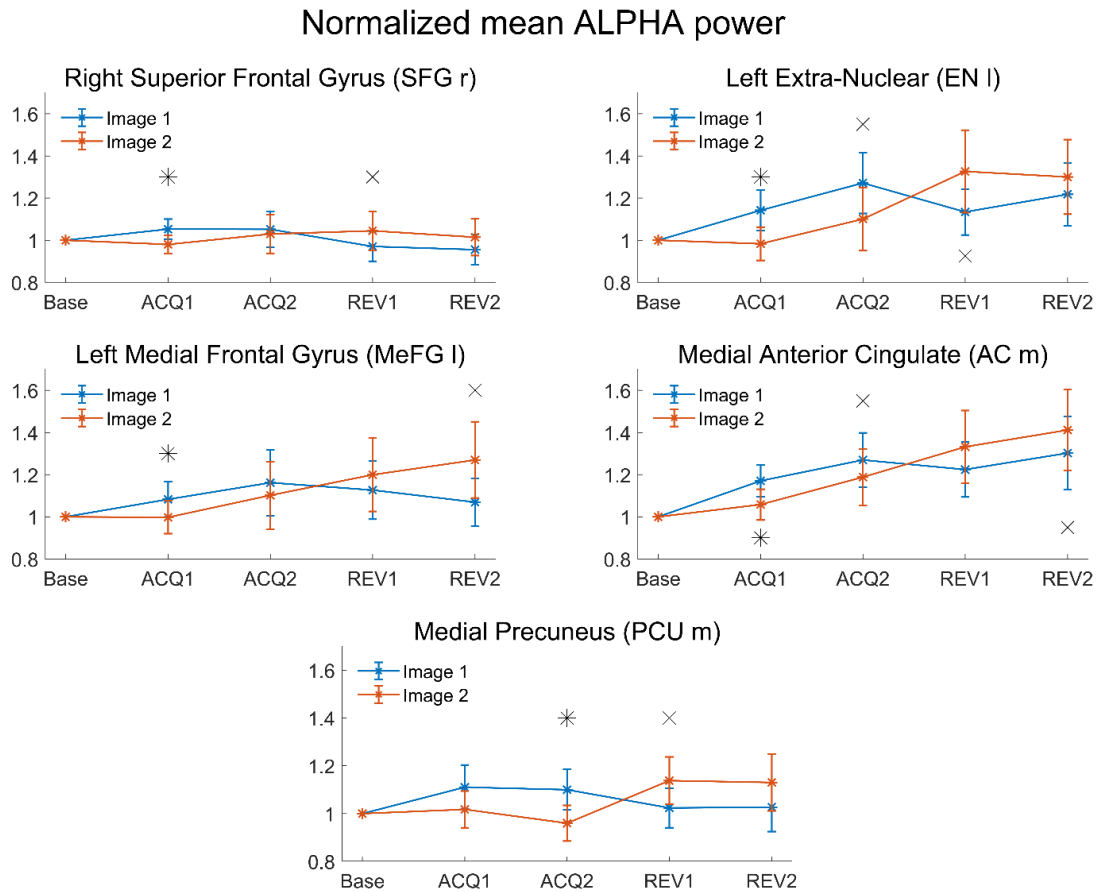 Normalized mean ALPHA power
Right Superior Frontal Gyrus (SFG r)
1.6
1.4
1.2
1
0.8
Image 1
Image 2
Base ACQ1 ACQ2 REV1 REV2
Left Extra-Nuclear (EN l)
1.6
1.4
1.2
1
0.8
Image 1
Image 2
Base ACQ1 ACQ2 REV1 REV2
Left Medial Frontal Gyrus (MeFG l)
1.6
1.4
1.2
1
0.8
Image 1
Image 2
Base ACQ1 ACQ2 REV1 REV2
Medial Anterior Cingulate (AC m)
1.6
1.4
1.2
1
0.8
Image 1
Image 2
Base ACQ1 ACQ2 REV1 REV2
Medial Precuneus (PCU m)
1.6
1.4
1.2
1
0.8
Image 1
Image 2
Base ACQ1 ACQ2 REV1 REV2